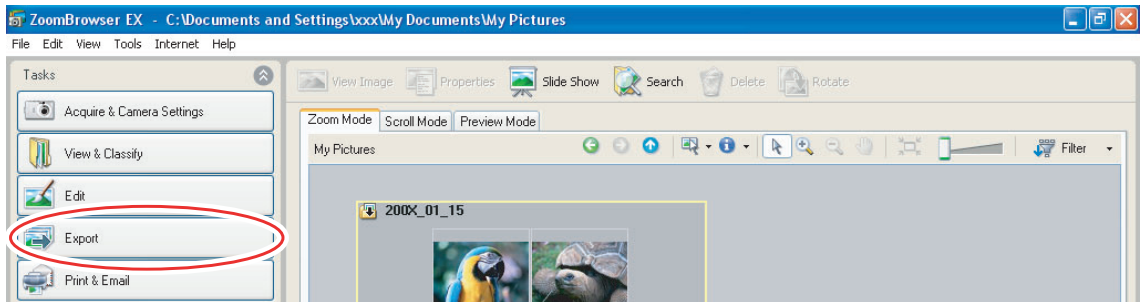 ZoomBrowser EX - C:\Documents and Settings\xxx\My Documents\My Pictures
File Edit View Tools Internet Help
Tasks
Acquire & Camera Settings
View & Classify
Edit
Export
Print & Email
View Image Properties Slide Show Search Delete Rotate
Zoom Mode Scroll Mode Preview Mode
My Pictures Filter
200X_01_15